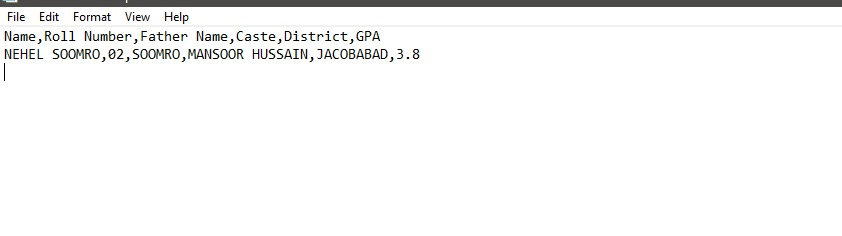 File Edit Format View Help
Name,Roll Number,Father Name,Caste,District,GPA
NEHEL SOOMRO,02,SOOMRO,MANSOOR HUSSAIN,JACOBABAD,3.8